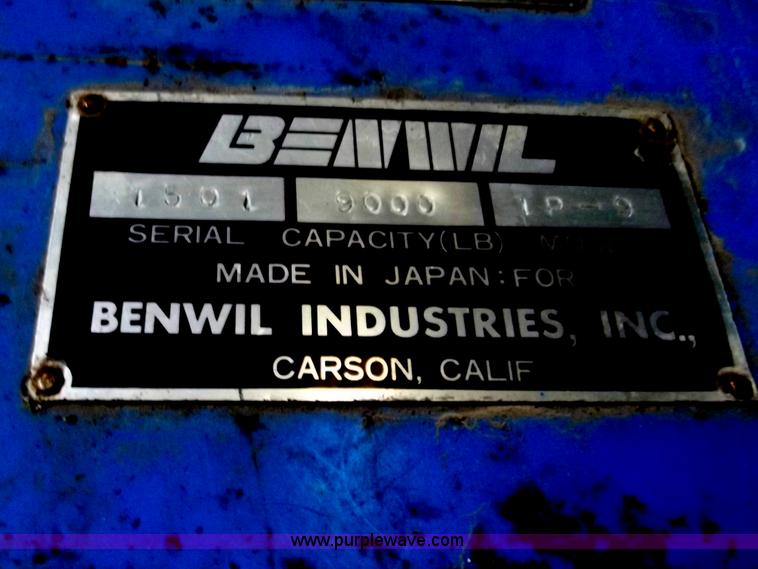 BENWIL
1501 9000 TP-9
SERIAL CAPACITY(LB)
MADE IN JAPAN:FOR
BENWIL INDUSTRIES, INC.,
CARSON, CALIF
www.purplewave.com